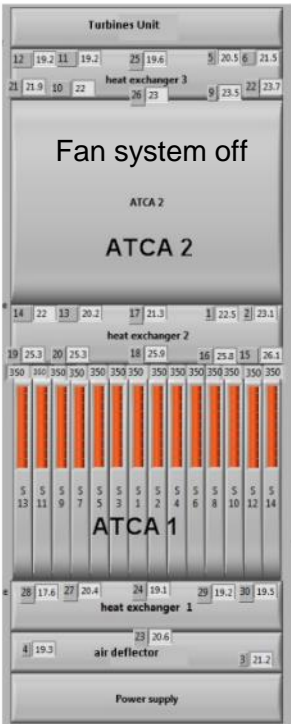 Turbines Unit
12 19.2 11 19.2 25 19.6 5 20.5 6 21.5
heat exchanger 3
21 21.9 10 22 26 23 9 23.5 22 23.7
Fan system off
ATCA 2
ATCA 2
14 22 13 20.2 17 21.3 1 22.5 2 23.1
heat exchanger 2
19 25.3 20 25.3 18 25.9 16 25.8 15 26.1
350 350 350 350 350 350 350 350 350 350 350 350 350 350
S S S S S S S S S S S S S S
13 11 9 7 5 3 1 2 4 6 8 10 12 14
ATCA 1
28 17.6 27 20.4 24 19.1 29 19.2 30 19.5
heat exchanger 1
23 20.6
4 19.3 air deflector 3 21.2
Power supply